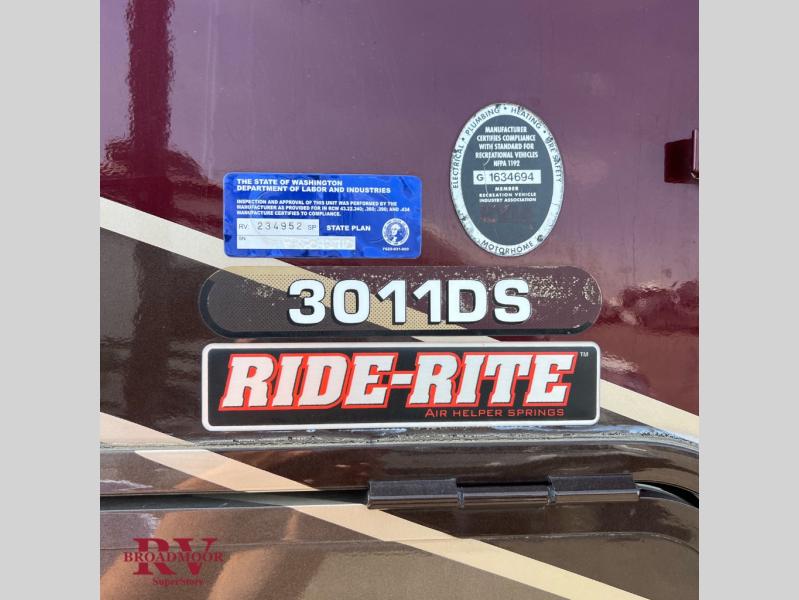 THE STATE OF WASHINGTON
DEPARTMENT OF LABOR AND INDUSTRIES
INSPECTION AND APPROVAL OF THIS UNIT WAS PERFORMED BY THE
MANUFACTURER AS PROVIDED FOR IN RCW 43.22.340; .360; .390; AND .434
MANUFACTURE CERTIFIES TO COMPLIANCE.
RV: 234952 SP STATE PLAN
SN:
ELECTRICAL • PLUMBING • HEATING • FIRE SAFETY
MANUFACTURER
CERTIFIES COMPLIANCE
WITH STANDARD FOR
RECREATIONAL VEHICLES
NFPA 1192
G 1634694
MEMBER
RECREATION VEHICLE
INDUSTRY ASSOCIATION
MOTORHOME
3011DS
RIDE-RITE™
AIR HELPER SPRINGS
RV
BROADMOOR
SuperStore